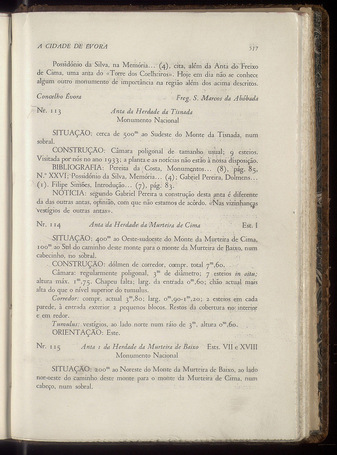 A CIDADE DE EVORA 537
Possidónio da Silva, na Memória... (4), cita, além da Anta do Freixo
de Cima, uma anta do «Torre dos Coelheiros». Hoje em dia não se conhece
algum outro monumento de importância na região além dos acima descritos.
Concelho Évora Freg. S. Marcos da Abóbada
Nr. 113 Anta da Herdade da Tisnada
Monumento Nacional
SITUAÇÃO: cerca de 500m ao Sudeste do Monte da Tisnada, num
sobral.
CONSTRUÇÃO: Câmara poligonal de tamanho usual; 9 esteios.
Visitada por nós no ano 1933; a planta e as notícias não estão à nossa disposição.
BIBLIOGRAFIA: Pereira da Costa, Monumentos... (8), pág. 85,
N.º XXVI; Possidónio da Silva, Memória... (4); Gabriel Pereira, Dolmens...
(1). Filipe Simões, Introdução... (7), pág. 83.
NOTÍCIA: segundo Gabriel Pereira a construção desta anta é diferente
da das outras antas, opinião, com que não estamos de acôrdo. «Nas vizinhanças
vestígios de outras antas».
Nr. 114 Anta da Herdade da Murteira de Cima Est. I
SITUAÇÃO: 400m ao Oeste-sudoeste do Monte da Murteira de Cima,
100m ao Sul do caminho deste monte para o monte da Murteira de Baixo, num
cabecinho, no sobral.
CONSTRUÇÃO: dólmen de corredor, compr. total 7m,60.
Câmara: regularmente poligonal, 3m de diâmetro; 7 esteios in situ:
altura máx. 1m,75. Chapeu falta; larg. da entrada 0m,60; chão actual mais
alto do que o nível superior do tumulus.
Corredor: compr. actual 3m,80; larg. 0m,90-1m,20; 2 esteios em cada
parede, à entrada exterior 2 pequenos blocos. Restos da cobertura no interior
e em redor.
Tumulus: vestígios, ao lado norte num ráio de 3m, altura 0m,60.
ORIENTAÇÃO: Este.
Nr. 115 Anta 1 da Herdade da Murteira de Baixo Ests. VII e XVIII
Monumento Nacional
SITUAÇÃO: 200m ao Noreste do Monte da Murteira de Baixo, ao lado
nor-neste do caminho deste monte para o monte da Murteira de Cima, num
cabeço, num sobral.